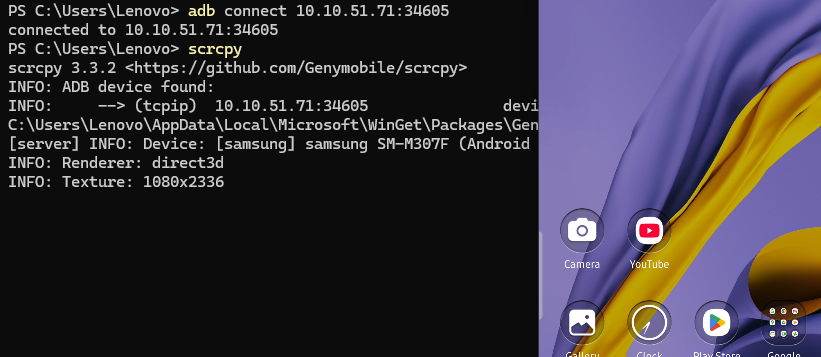 PS C:\Users\Lenovo> adb connect 10.10.51.71:34605
connected to 10.10.51.71:34605
PS C:\Users\Lenovo> scrcpy
scrcpy 3.3.2 <https://github.com/Genymobile/scrcpy>
INFO: ADB device found:
INFO:     --> (tcpip)  10.10.51.71:34605               devi
C:\Users\Lenovo\AppData\Local\Microsoft\WinGet\Packages\Gen
[server] INFO: Device: [samsung] samsung SM-M307F (Android
INFO: Renderer: direct3d
INFO: Texture: 1080x2336
Camera YouTube
Gallery Clock Play Store Google